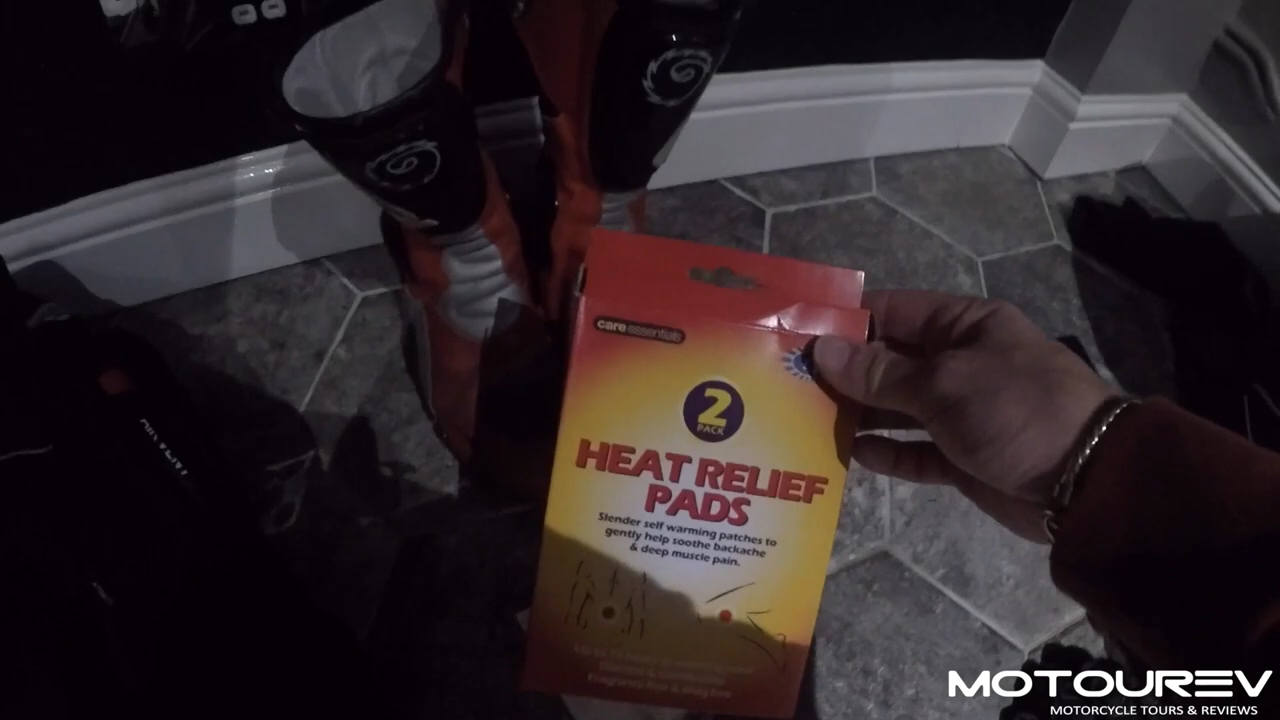 care essentials
2
PACK
HEAT RELIEF
PADS
Slender self warming patches to
gently help soothe backache
& deep muscle pain.
MOTOUREV
MOTORCYCLE TOURS & REVIEWS